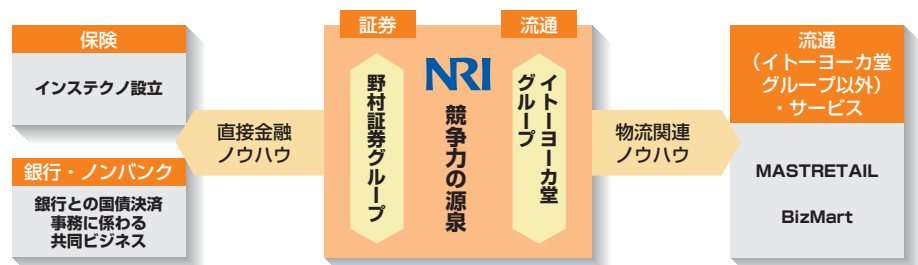 保険
インステクノ設立
銀行・ノンバンク
銀行との国債決済
事務に係わる
共同ビジネス
直接金融
ノウハウ
証券
野村証券グループ
NRI
競争力の源泉
流通
イトーヨーカ堂
グループ
物流関連
ノウハウ
流通
（イトーヨーカ堂
グループ以外）
・サービス
MASTRETAIL
BizMart